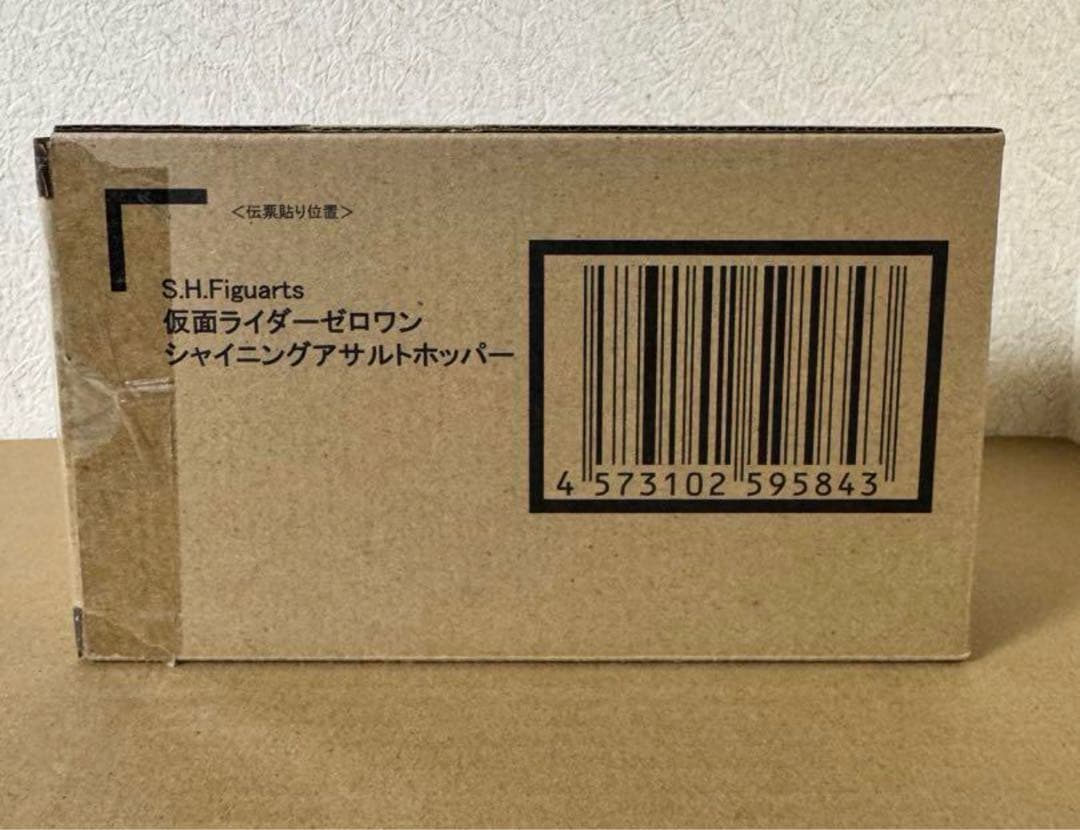 ＜伝票貼り位置＞
S.H.Figuarts
仮面ライダーゼロワン
シャイニングアサルトホッパー
4 573102 595843